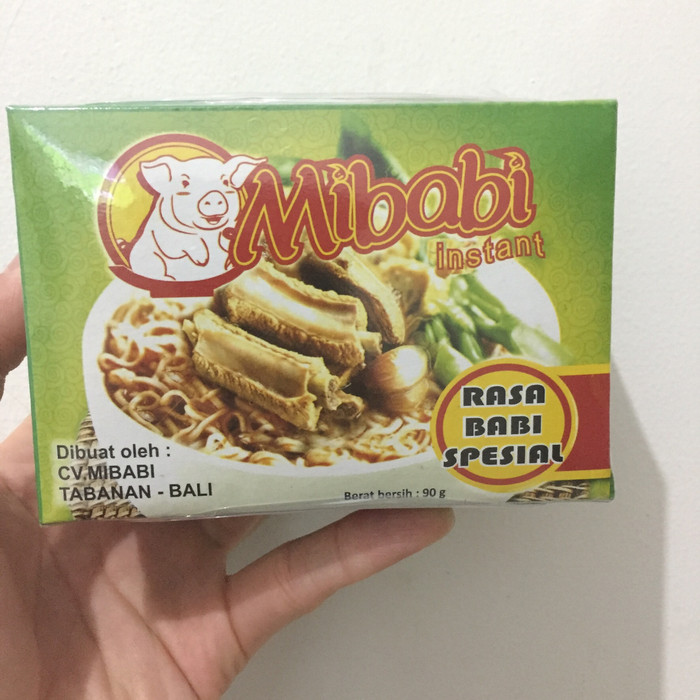 Mibabi
instant
RASA
BABI
SPESIAL
Dibuat oleh :
CV.MIBABI
TABANAN - BALI
Berat bersih : 90 g